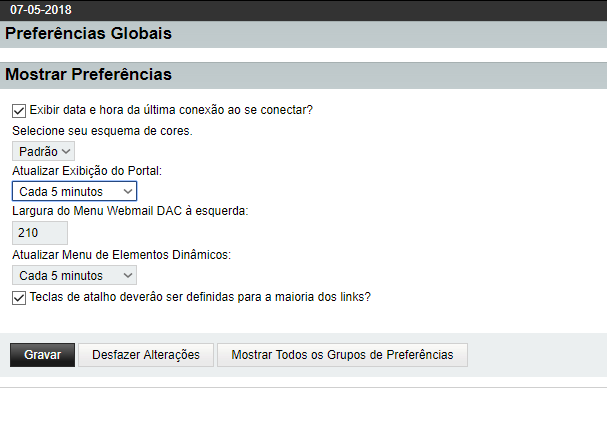 07-05-2018
Preferências Globais
Mostrar Preferências
Exibir data e hora da última conexão ao se conectar?
Selecione seu esquema de cores.
Padrão
Atualizar Exibição do Portal:
Cada 5 minutos
Largura do Menu Webmail DAC à esquerda:
210
Atualizar Menu de Elementos Dinâmicos:
Cada 5 minutos
Teclas de atalho deverão ser definidas para a maioria dos links?
Gravar Desfazer Alterações Mostrar Todos os Grupos de Preferências